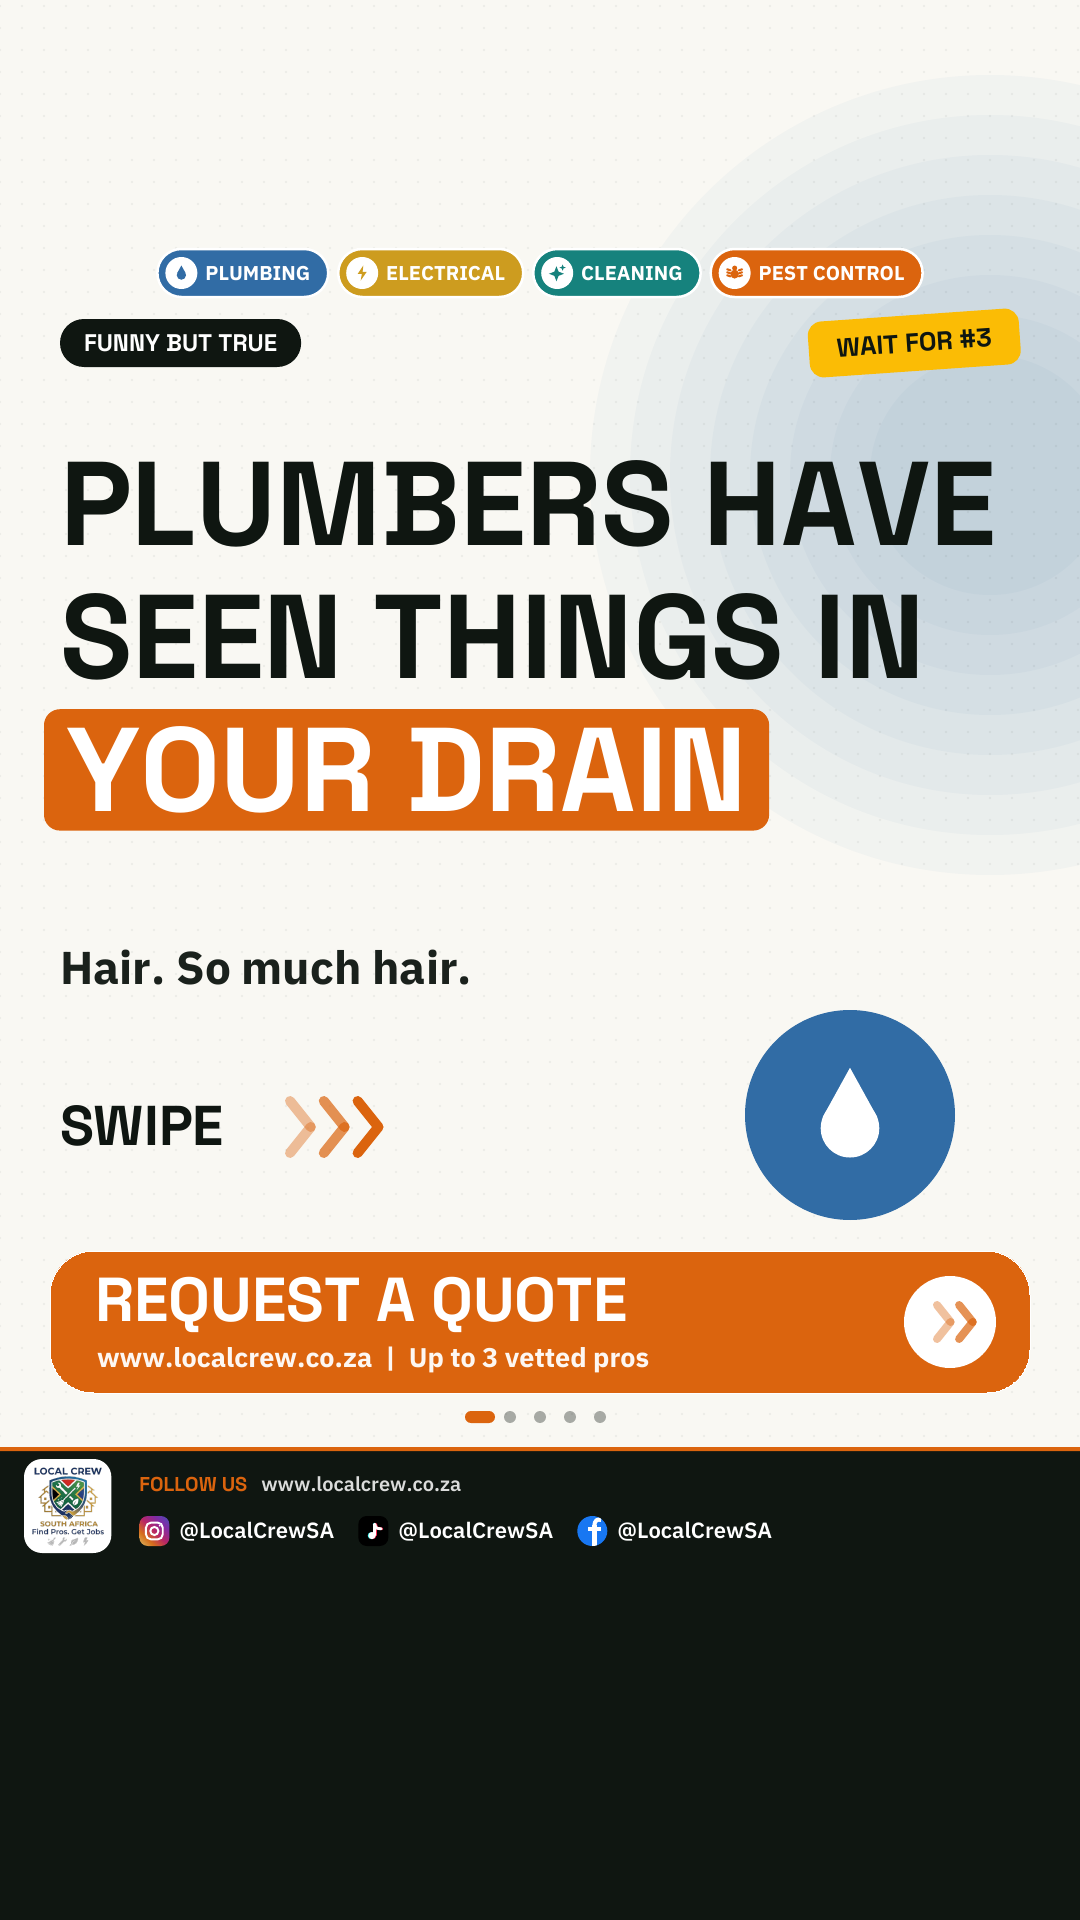 PLUMBING ELECTRICAL CLEANING PEST CONTROL
FUNNY BUT TRUE
WAIT FOR #3
PLUMBERS HAVE
SEEN THINGS IN
YOUR DRAIN
Hair. So much hair.
SWIPE
REQUEST A QUOTE
www.localcrew.co.za | Up to 3 vetted pros
LOCAL CREW
SOUTH AFRICA
Find Pros. Get Jobs
FOLLOW US www.localcrew.co.za
@LocalCrewSA @LocalCrewSA @LocalCrewSA